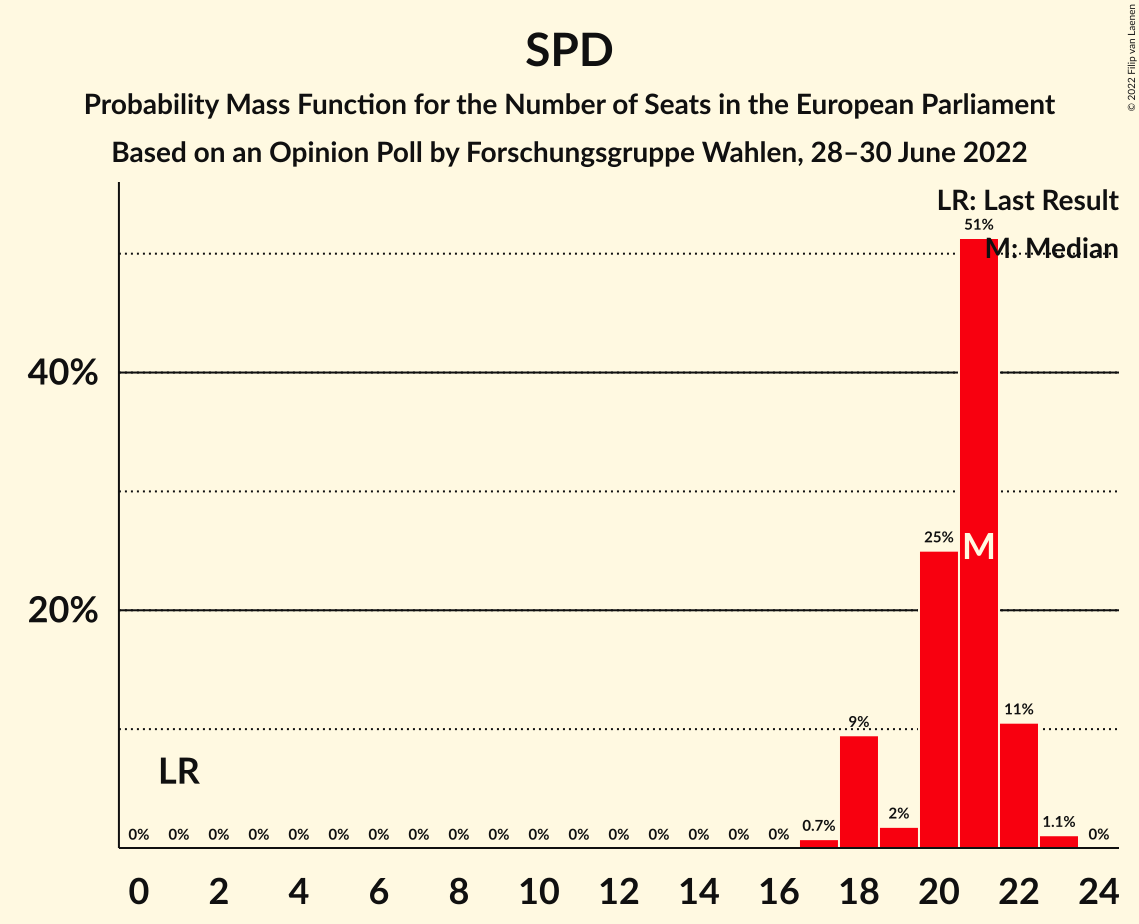 SPD
Probability Mass Function for the Number of Seats in the European Parliament
Based on an Opinion Poll by Forschungsgruppe Wahlen, 28–30 June 2022
© 2022 Filip van Laenen
LR: Last Result
M: Median
51%
40%
25%
M
20%
11%
9%
LR
0% 0% 0% 0% 0% 0% 0% 0% 0% 0% 0% 0% 0% 0% 0% 0% 0% 0.7% 2% 1.1% 0%
0 2 4 6 8 10 12 14 16 18 20 22 24